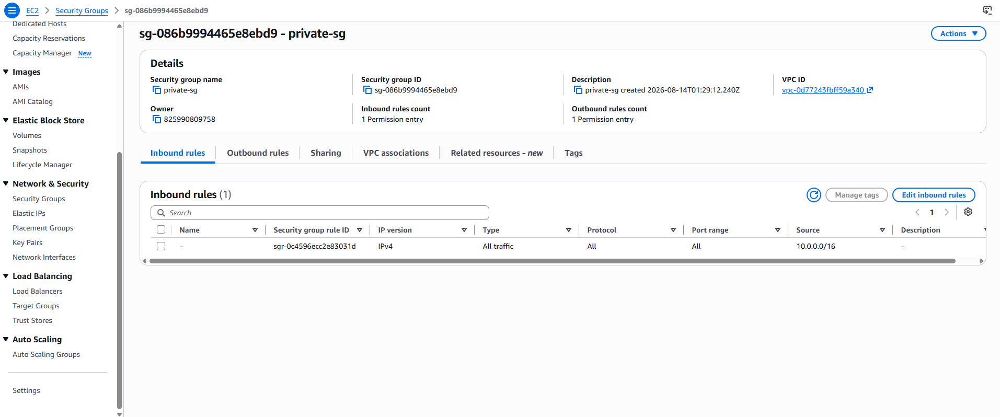 EC2 > Security Groups > sg-086b9994465e8ebd9
Dedicated Hosts
Capacity Reservations
Capacity Manager New
Images
AMIs
AMI Catalog
Elastic Block Store
Volumes
Snapshots
Lifecycle Manager
Network & Security
Security Groups
Elastic IPs
Placement Groups
Key Pairs
Network Interfaces
Load Balancing
Load Balancers
Target Groups
Trust Stores
Auto Scaling
Auto Scaling Groups
Settings
sg-086b9994465e8ebd9 - private-sg
Actions
Details
Security group name
private-sg
Security group ID
sg-086b9994465e8ebd9
Description
private-sg created 2026-08-14T01:29:12.240Z
VPC ID
vpc-0d77243fbff59a340
Owner
825990809758
Inbound rules count
1 Permission entry
Outbound rules count
1 Permission entry
Inbound rules Outbound rules Sharing VPC associations Related resources - new Tags
Inbound rules (1)
Manage tags Edit inbound rules
Search
1
Name Security group rule ID IP version Type Protocol Port range Source Description
– sgr-0c4596ecc2e83031d IPv4 All traffic All All 10.0.0.0/16 –